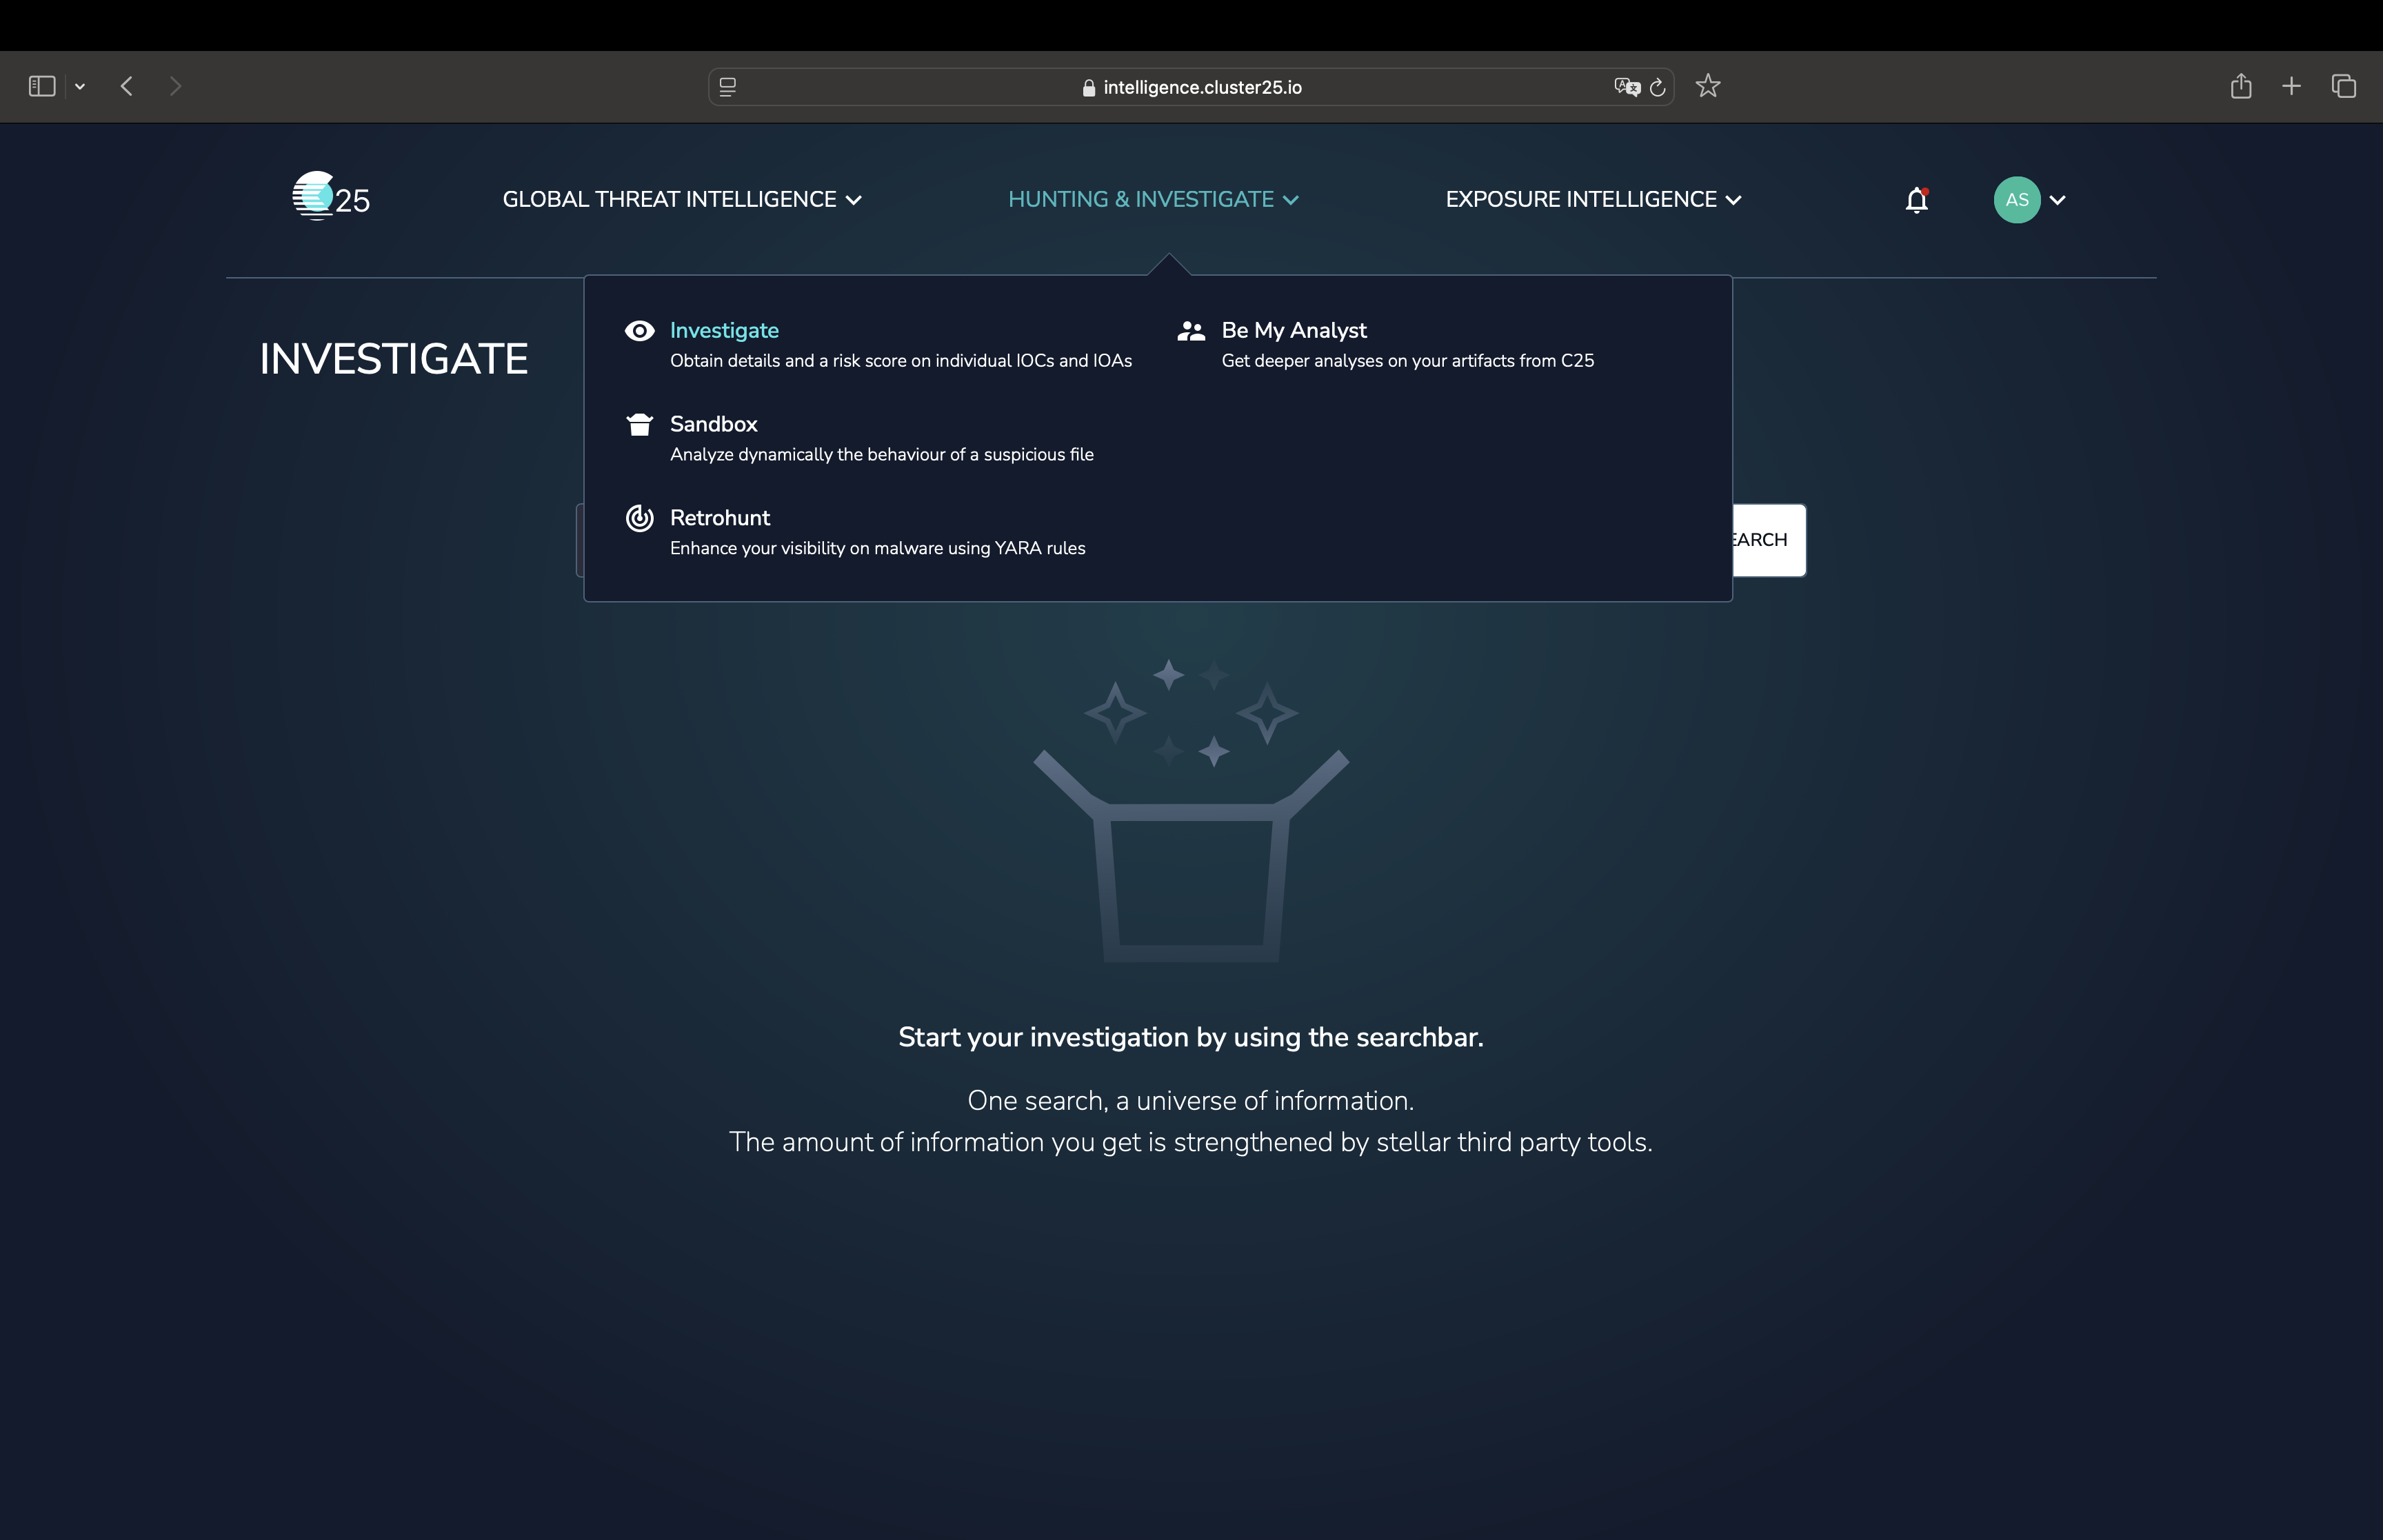 intelligence.cluster25.io
25
GLOBAL THREAT INTELLIGENCE
HUNTING & INVESTIGATE
EXPOSURE INTELLIGENCE
AS
INVESTIGATE
Investigate
Obtain details and a risk score on individual IOCs and IOAs
Be My Analyst
Get deeper analyses on your artifacts from C25
Sandbox
Analyze dynamically the behaviour of a suspicious file
Retrohunt
Enhance your visibility on malware using YARA rules
EARCH
Start your investigation by using the searchbar.
One search, a universe of information.
The amount of information you get is strengthened by stellar third party tools.